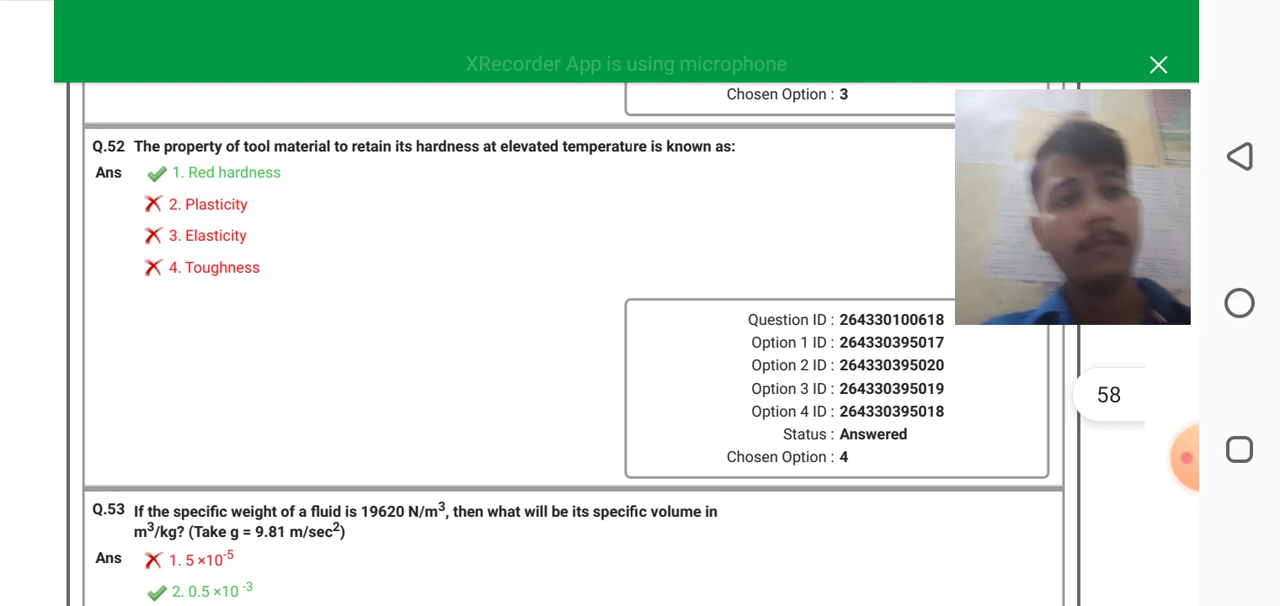 XRecorder App is using microphone
Chosen Option : 3
Q.52 The property of tool material to retain its hardness at elevated temperature is known as:
Ans 1. Red hardness
2. Plasticity
3. Elasticity
4. Toughness
Question ID : 264330100618
Option 1 ID : 264330395017
Option 2 ID : 264330395020
Option 3 ID : 264330395019
Option 4 ID : 264330395018
Status : Answered
Chosen Option : 4
58
Q.53 If the specific weight of a fluid is 19620 N/m³, then what will be its specific volume in
m³/kg? (Take g = 9.81 m/sec²)
Ans 1. 5 ×10⁻⁵
2. 0.5 ×10 ⁻³